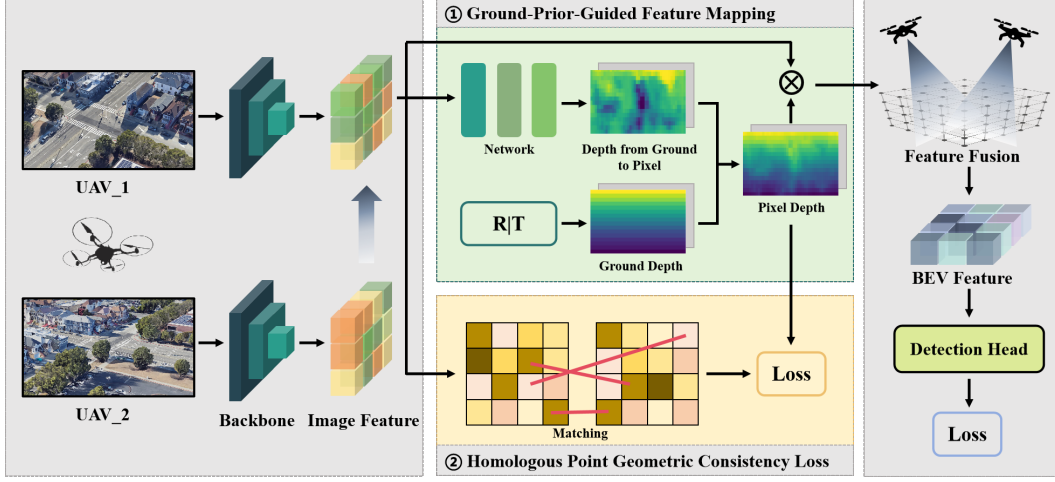 ① Ground-Prior-Guided Feature Mapping
UAV_1
Network
Depth from Ground
to Pixel
R|T
Ground Depth
Pixel Depth
UAV_2
Backbone
Image Feature
Matching
Loss
② Homologous Point Geometric Consistency Loss
Feature Fusion
BEV Feature
Detection Head
Loss